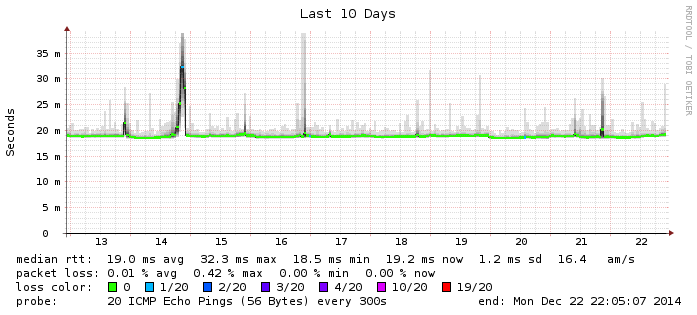 Last 10 Days
RRDTOOL / TOBI OETIKER
Seconds
35 m
30 m
25 m
20 m
15 m
10 m
5 m
0
13 14 15 16 17 18 19 20 21 22
median rtt: 19.0 ms avg 32.3 ms max 18.5 ms min 19.2 ms now 1.2 ms sd 16.4 am/s
packet loss: 0.01 % avg 0.42 % max 0.00 % min 0.00 % now
loss color: 0 1/20 2/20 3/20 4/20 10/20 19/20
probe: 20 ICMP Echo Pings (56 Bytes) every 300s end: Mon Dec 22 22:05:07 2014